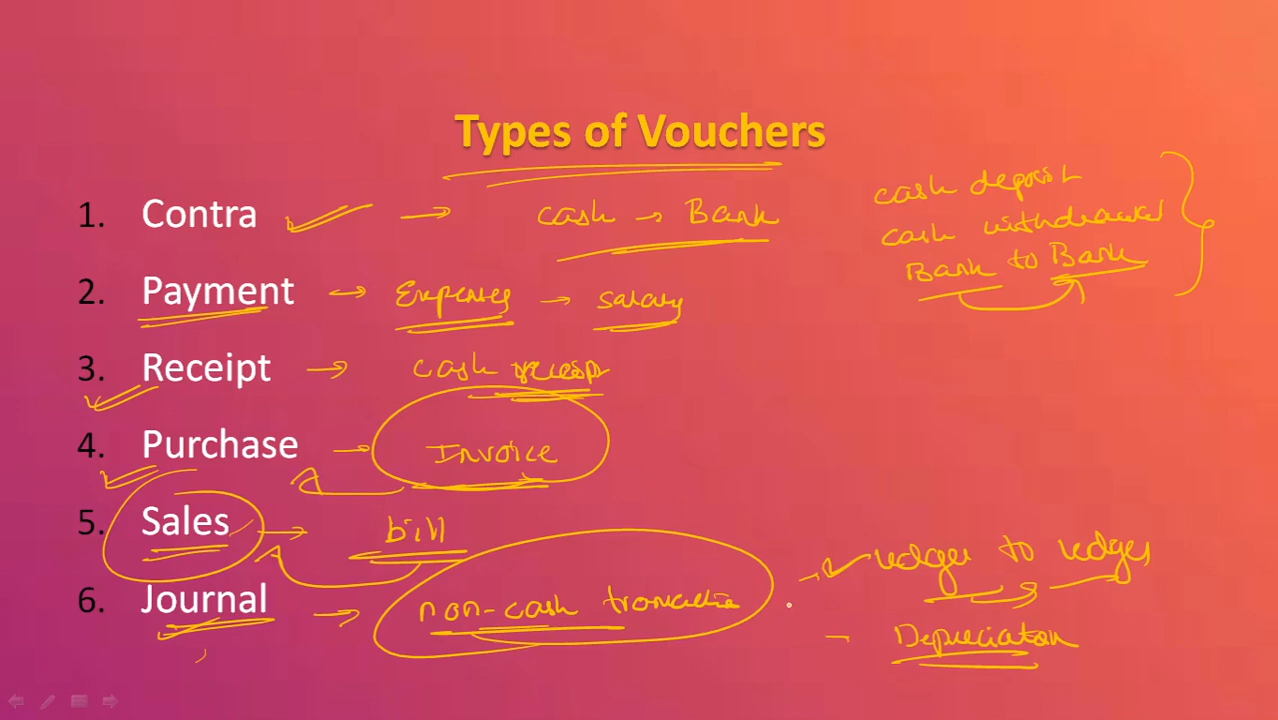 Types of Vouchers
1. Contra → cash → Bank
cash deposit
cash withdrawal
Bank to Bank
2. Payment → Expenses → salary
3. Receipt → cash receipt
4. Purchase → Invoice
5. Sales → bill
6. Journal → non-cash transaction
ledger to ledger
Depreciation